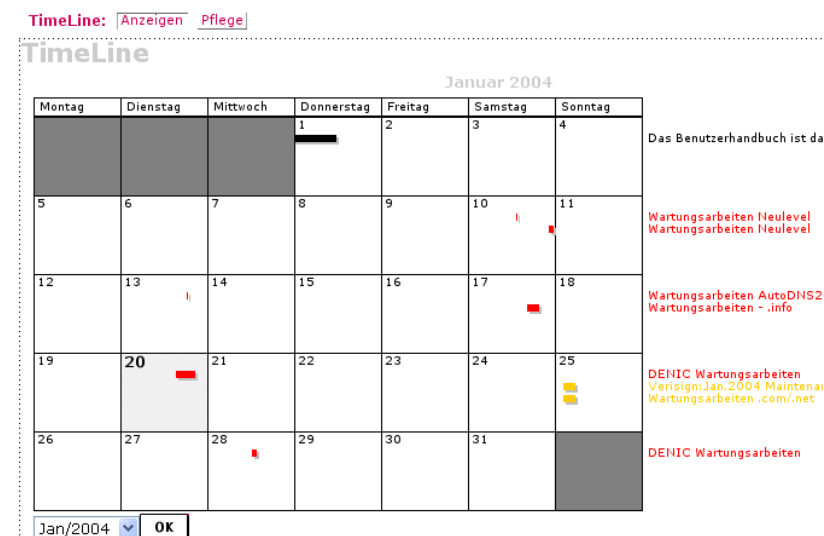 TimeLine: Anzeigen Pflege
TimeLine
Januar 2004
Montag Dienstag Mittwoch Donnerstag Freitag Samstag Sonntag
1 2 3 4
Das Benutzerhandbuch ist da
5 6 7 8 9 10 11
Wartungsarbeiten Neulevel
Wartungsarbeiten Neulevel
12 13 14 15 16 17 18
Wartungsarbeiten AutoDNS2
Wartungsarbeiten - .info
19 20 21 22 23 24 25
DENIC Wartungsarbeiten
Verisign:Jan.2004
Wartungsarbeiten .com/.net
26 27 28 29 30 31
DENIC Wartungsarbeiten
Jan/2004 OK